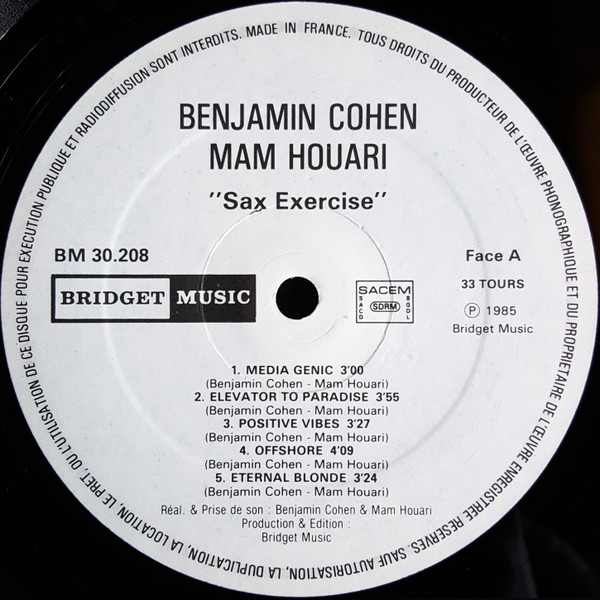 TOUS DROITS DU PRODUCTEUR DE L'ŒUVRE PHONOGRAPHIQUE ET DU PROPRIETAIRE DE L'ŒUVRE ENREGISTREE RESERVES. SAUF AUTORISATION, LA DUPLICATION, LA LOCATION, LE PRET, OU L'UTILISATION DE CE DISQUE POUR EXECUTION PUBLIQUE ET RADIODIFFUSION SONT INTERDITS. MADE IN FRANCE.
BENJAMIN COHEN
MAM HOUARI
"Sax Exercise"
BM 30.208
Face A
BRIDGET MUSIC
SACEM
SACD
SDRM
SGDL
33 TOURS
Ⓟ 1985
Bridget Music
1. MEDIA GENIC 3'00
(Benjamin Cohen - Mam Houari)
2. ELEVATOR TO PARADISE 3'55
(Benjamin Cohen - Mam Houari)
3. POSITIVE VIBES 3'27
(Benjamin Cohen - Mam Houari)
4. OFFSHORE 4'09
(Benjamin Cohen - Mam Houari)
5. ETERNAL BLONDE 3'24
(Benjamin Cohen - Mam Houari)
Réal. & Prise de son : Benjamin Cohen & Mam Houari
Production & Edition :
Bridget Music